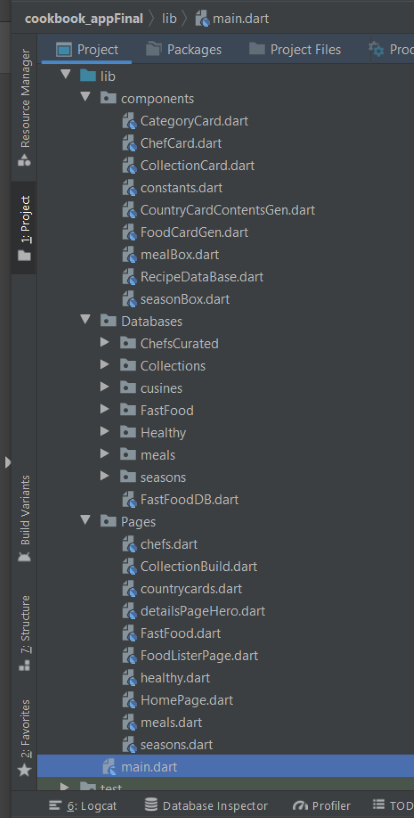 cookbook_appFinal lib main.dart
Project Packages Project Files
lib
components
CategoryCard.dart
ChefCard.dart
CollectionCard.dart
constants.dart
CountryCardContentsGen.dart
FoodCardGen.dart
mealBox.dart
RecipeDataBase.dart
seasonBox.dart
Databases
ChefsCurated
Collections
cusines
FastFood
Healthy
meals
seasons
FastFoodDB.dart
Pages
chefs.dart
CollectionBuild.dart
countrycards.dart
detailsPageHero.dart
FastFood.dart
FoodListerPage.dart
healthy.dart
HomePage.dart
meals.dart
seasons.dart
main.dart
test
Resource Manager
1: Project
Build Variants
7: Structure
2: Favorites
6: Logcat Database Inspector Profiler